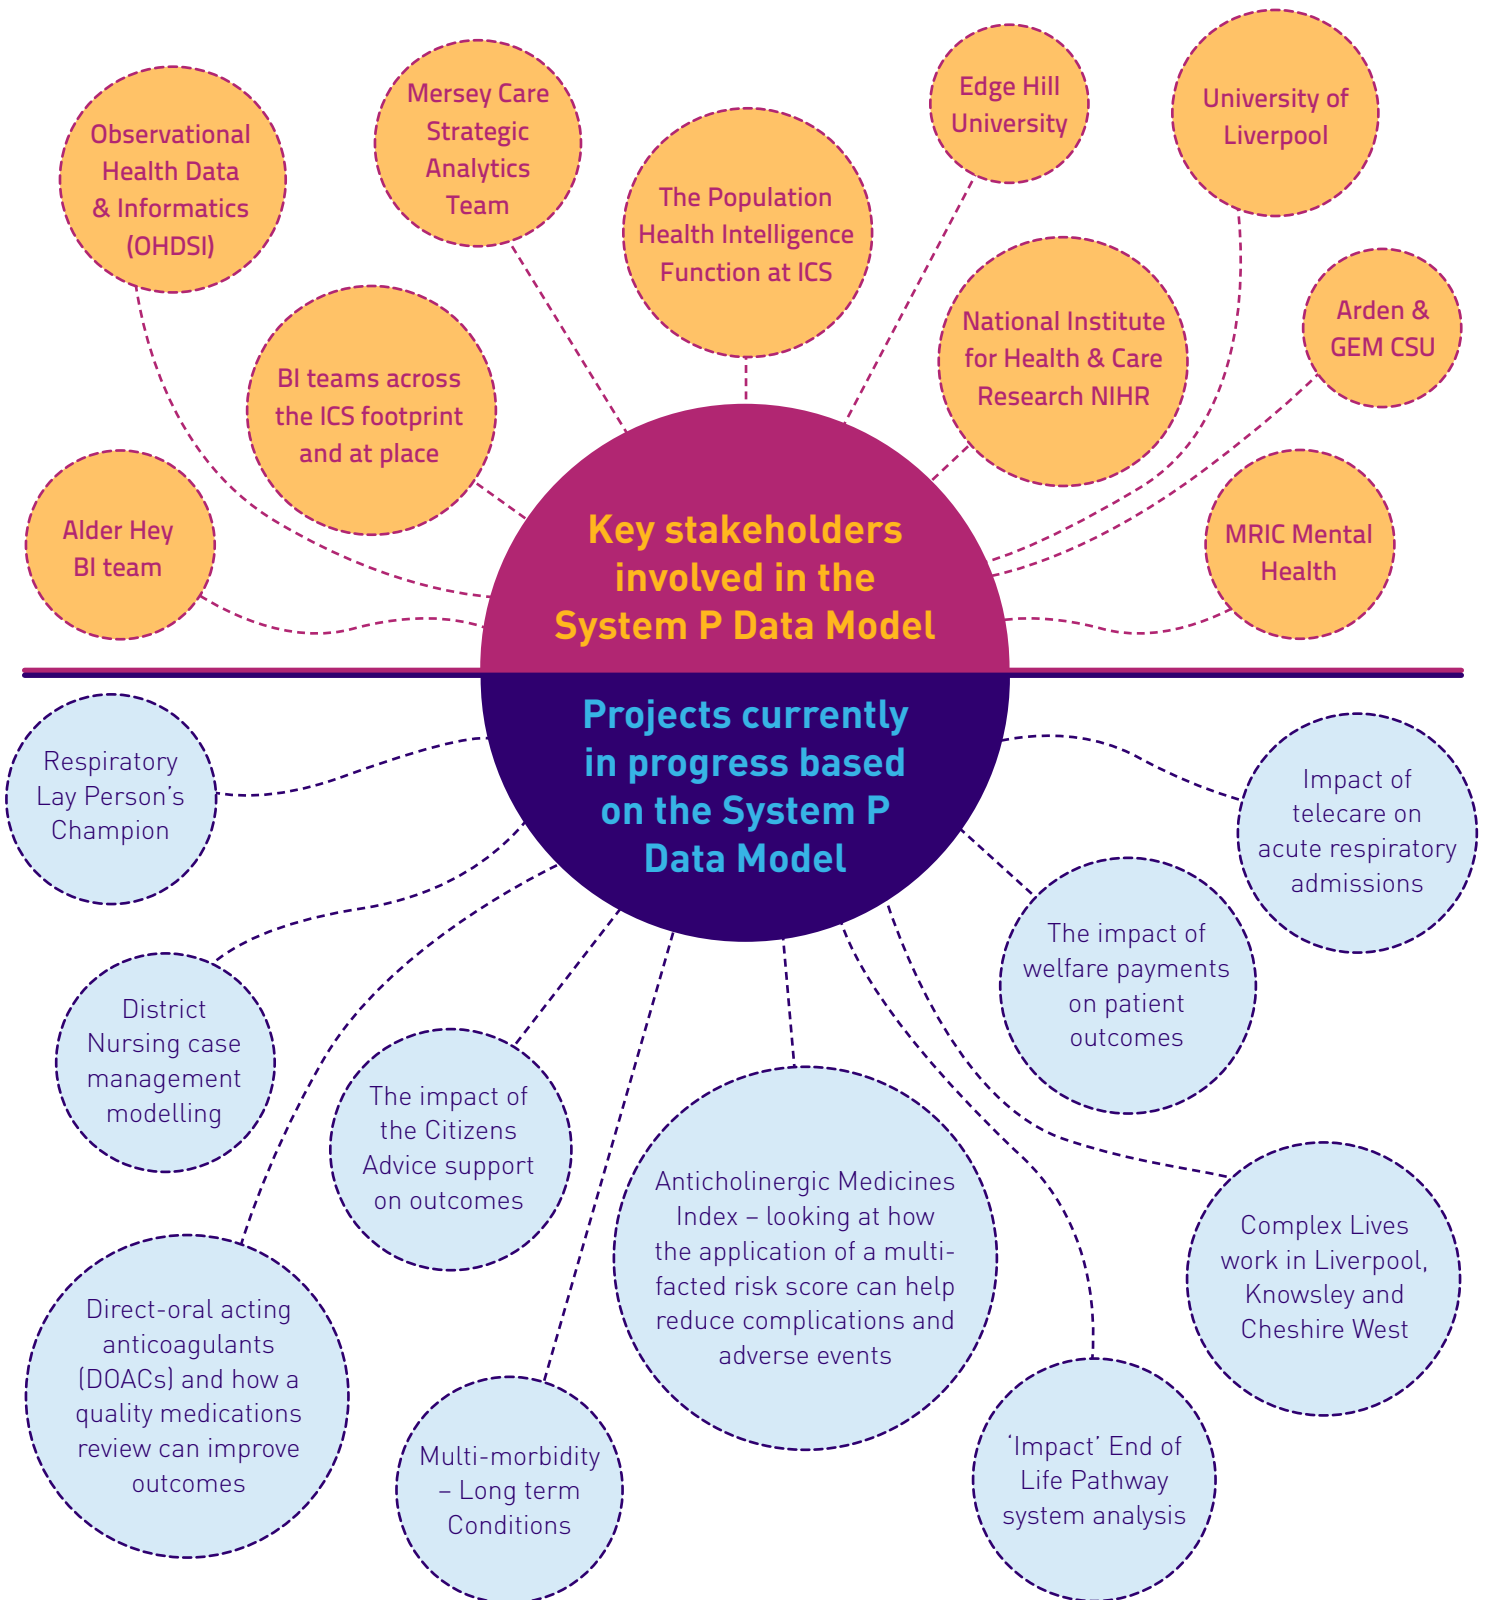 Observational
Health Data
& Informatics
(OHDSI)
Mersey Care
Strategic
Analytics
Team
The Population
Health Intelligence
Function at ICS
Edge Hill
University
University of
Liverpool
BI teams across
the ICS footprint
and at place
National Institute
for Health & Care
Research NIHR
Arden &
GEM CSU
Alder Hey
BI team
MRIC Mental
Health
Key stakeholders
involved in the
System P Data Model
Projects currently
in progress based
on the System P
Data Model
Respiratory
Lay Person's
Champion
Impact of
telecare on
acute respiratory
admissions
The impact of
welfare payments
on patient
outcomes
District
Nursing case
management
modelling
The impact of
the Citizens
Advice support
on outcomes
Anticholinergic Medicines
Index – looking at how
the application of a multi-
facted risk score can help
reduce complications and
adverse events
Complex Lives
work in Liverpool,
Knowsley and
Cheshire West
Direct-oral acting
anticoagulants
(DOACs) and how a
quality medications
review can improve
outcomes
Multi-morbidity
– Long term
Conditions
‘Impact’ End of
Life Pathway
system analysis